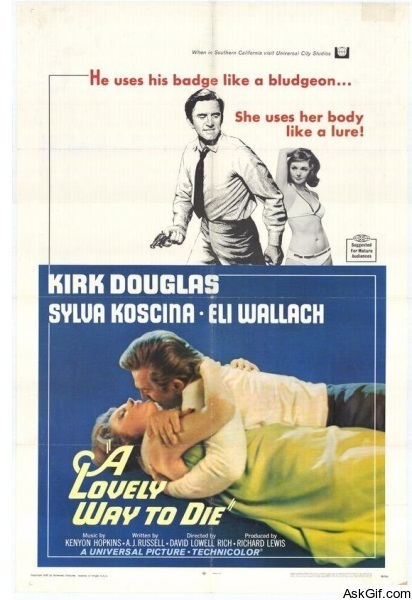 When in Southern California visit Universal City Studios
He uses his badge like a bludgeon...
She uses her body
like a lure!
Suggested
For Mature
Audiences
KIRK DOUGLAS
SYLVA KOSCINA · ELI WALLACH
"A
LOVELY
WAY TO DIE"
Music by
KENYON HOPKINS •
Written by
A.J. RUSSELL •
Directed by
DAVID LOWELL RICH •
Produced by
RICHARD LEWIS
A UNIVERSAL PICTURE · TECHNICOLOR
AskGif.com